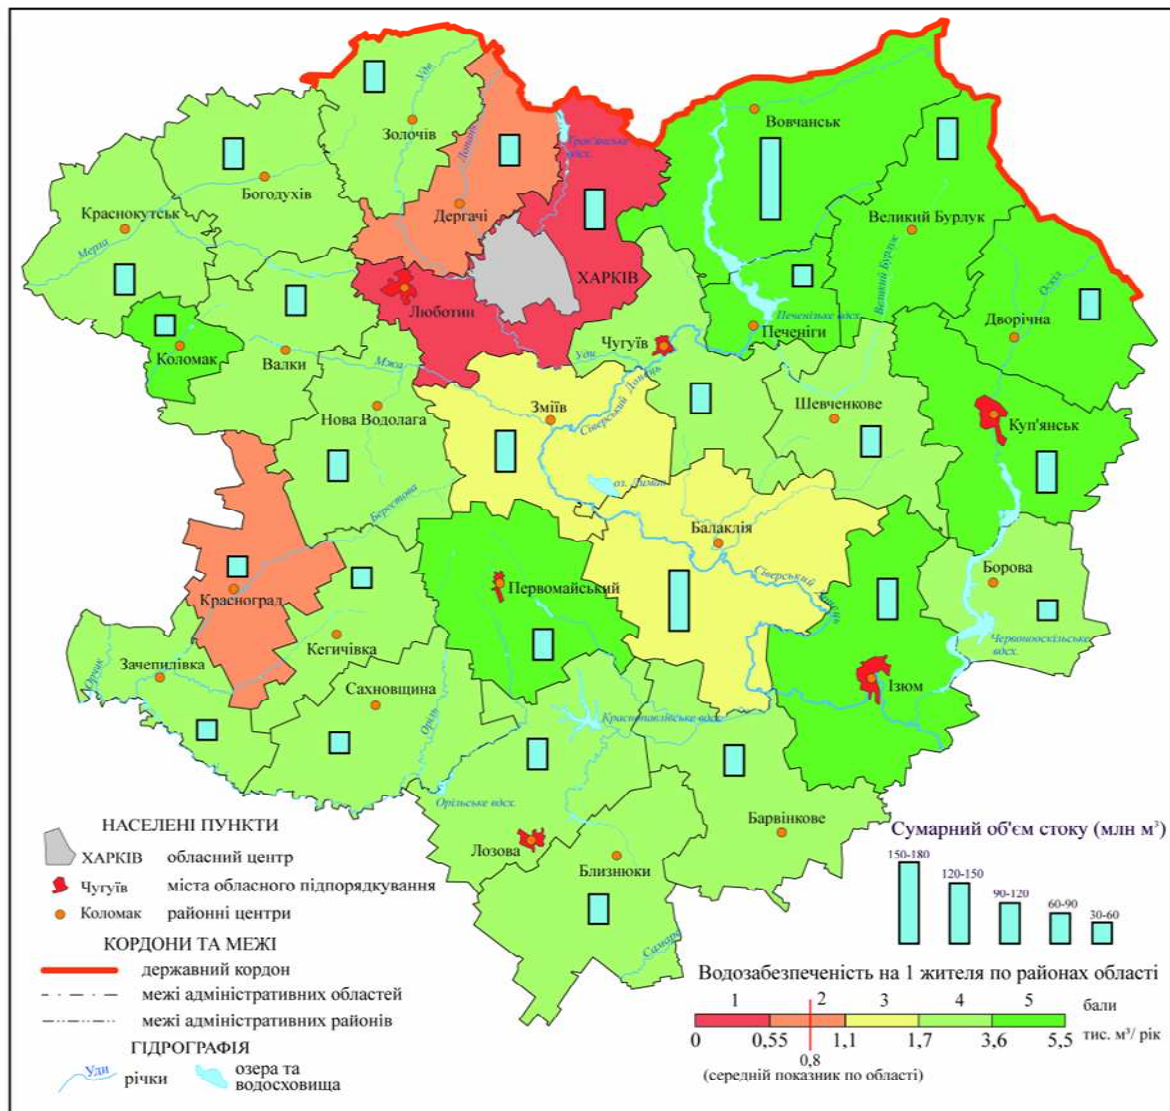 Уди
Вовчанськ
Золочів
Лопань
Трав'янське
вдсх.
Богодухів
Дергачі
Великий Бурлук
Краснокутськ
Мерла
Великий Бурлук
Оскіл
ХАРКІВ
Люботин
Печенізьке вдсх.
Дворічна
Коломак
Валки
Мжа
Уди
Чугуїв
Печеніги
Сіверський Донець
Нова Водолага
Зміїв
Шевченкове
Куп'янськ
оз. Лиман
Берестова
Балаклія
Сіверський Донець
Борова
Первомайський
Красноград
Кегичівка
Червонооскільське
вдсх.
Орчик
Зачепилівка
Сахновщина
Ізюм
Оріль
Краснопавлівське вдсх.
Орільське вдсх.
Барвінкове
Лозова
Близнюки
Самара
НАСЕЛЕНІ ПУНКТИ
ХАРКІВ обласний центр
Чугуїв міста обласного підпорядкування
Коломак районні центри
КОРДОНИ ТА МЕЖІ
державний кордон
межі адміністративних областей
межі адміністративних районів
ГІДРОГРАФІЯ
Уди річки
озера та
водосховища
Сумарний об'єм стоку (млн м³)
150-180
120-150
90-120
60-90
30-60
Водозабезпеченість на 1 жителя по районах області
1 2 3 4 5 бали
0 0,55 1,1 1,7 3,6 5,5 тис. м³/ рік
0,8
(середній показник по області)